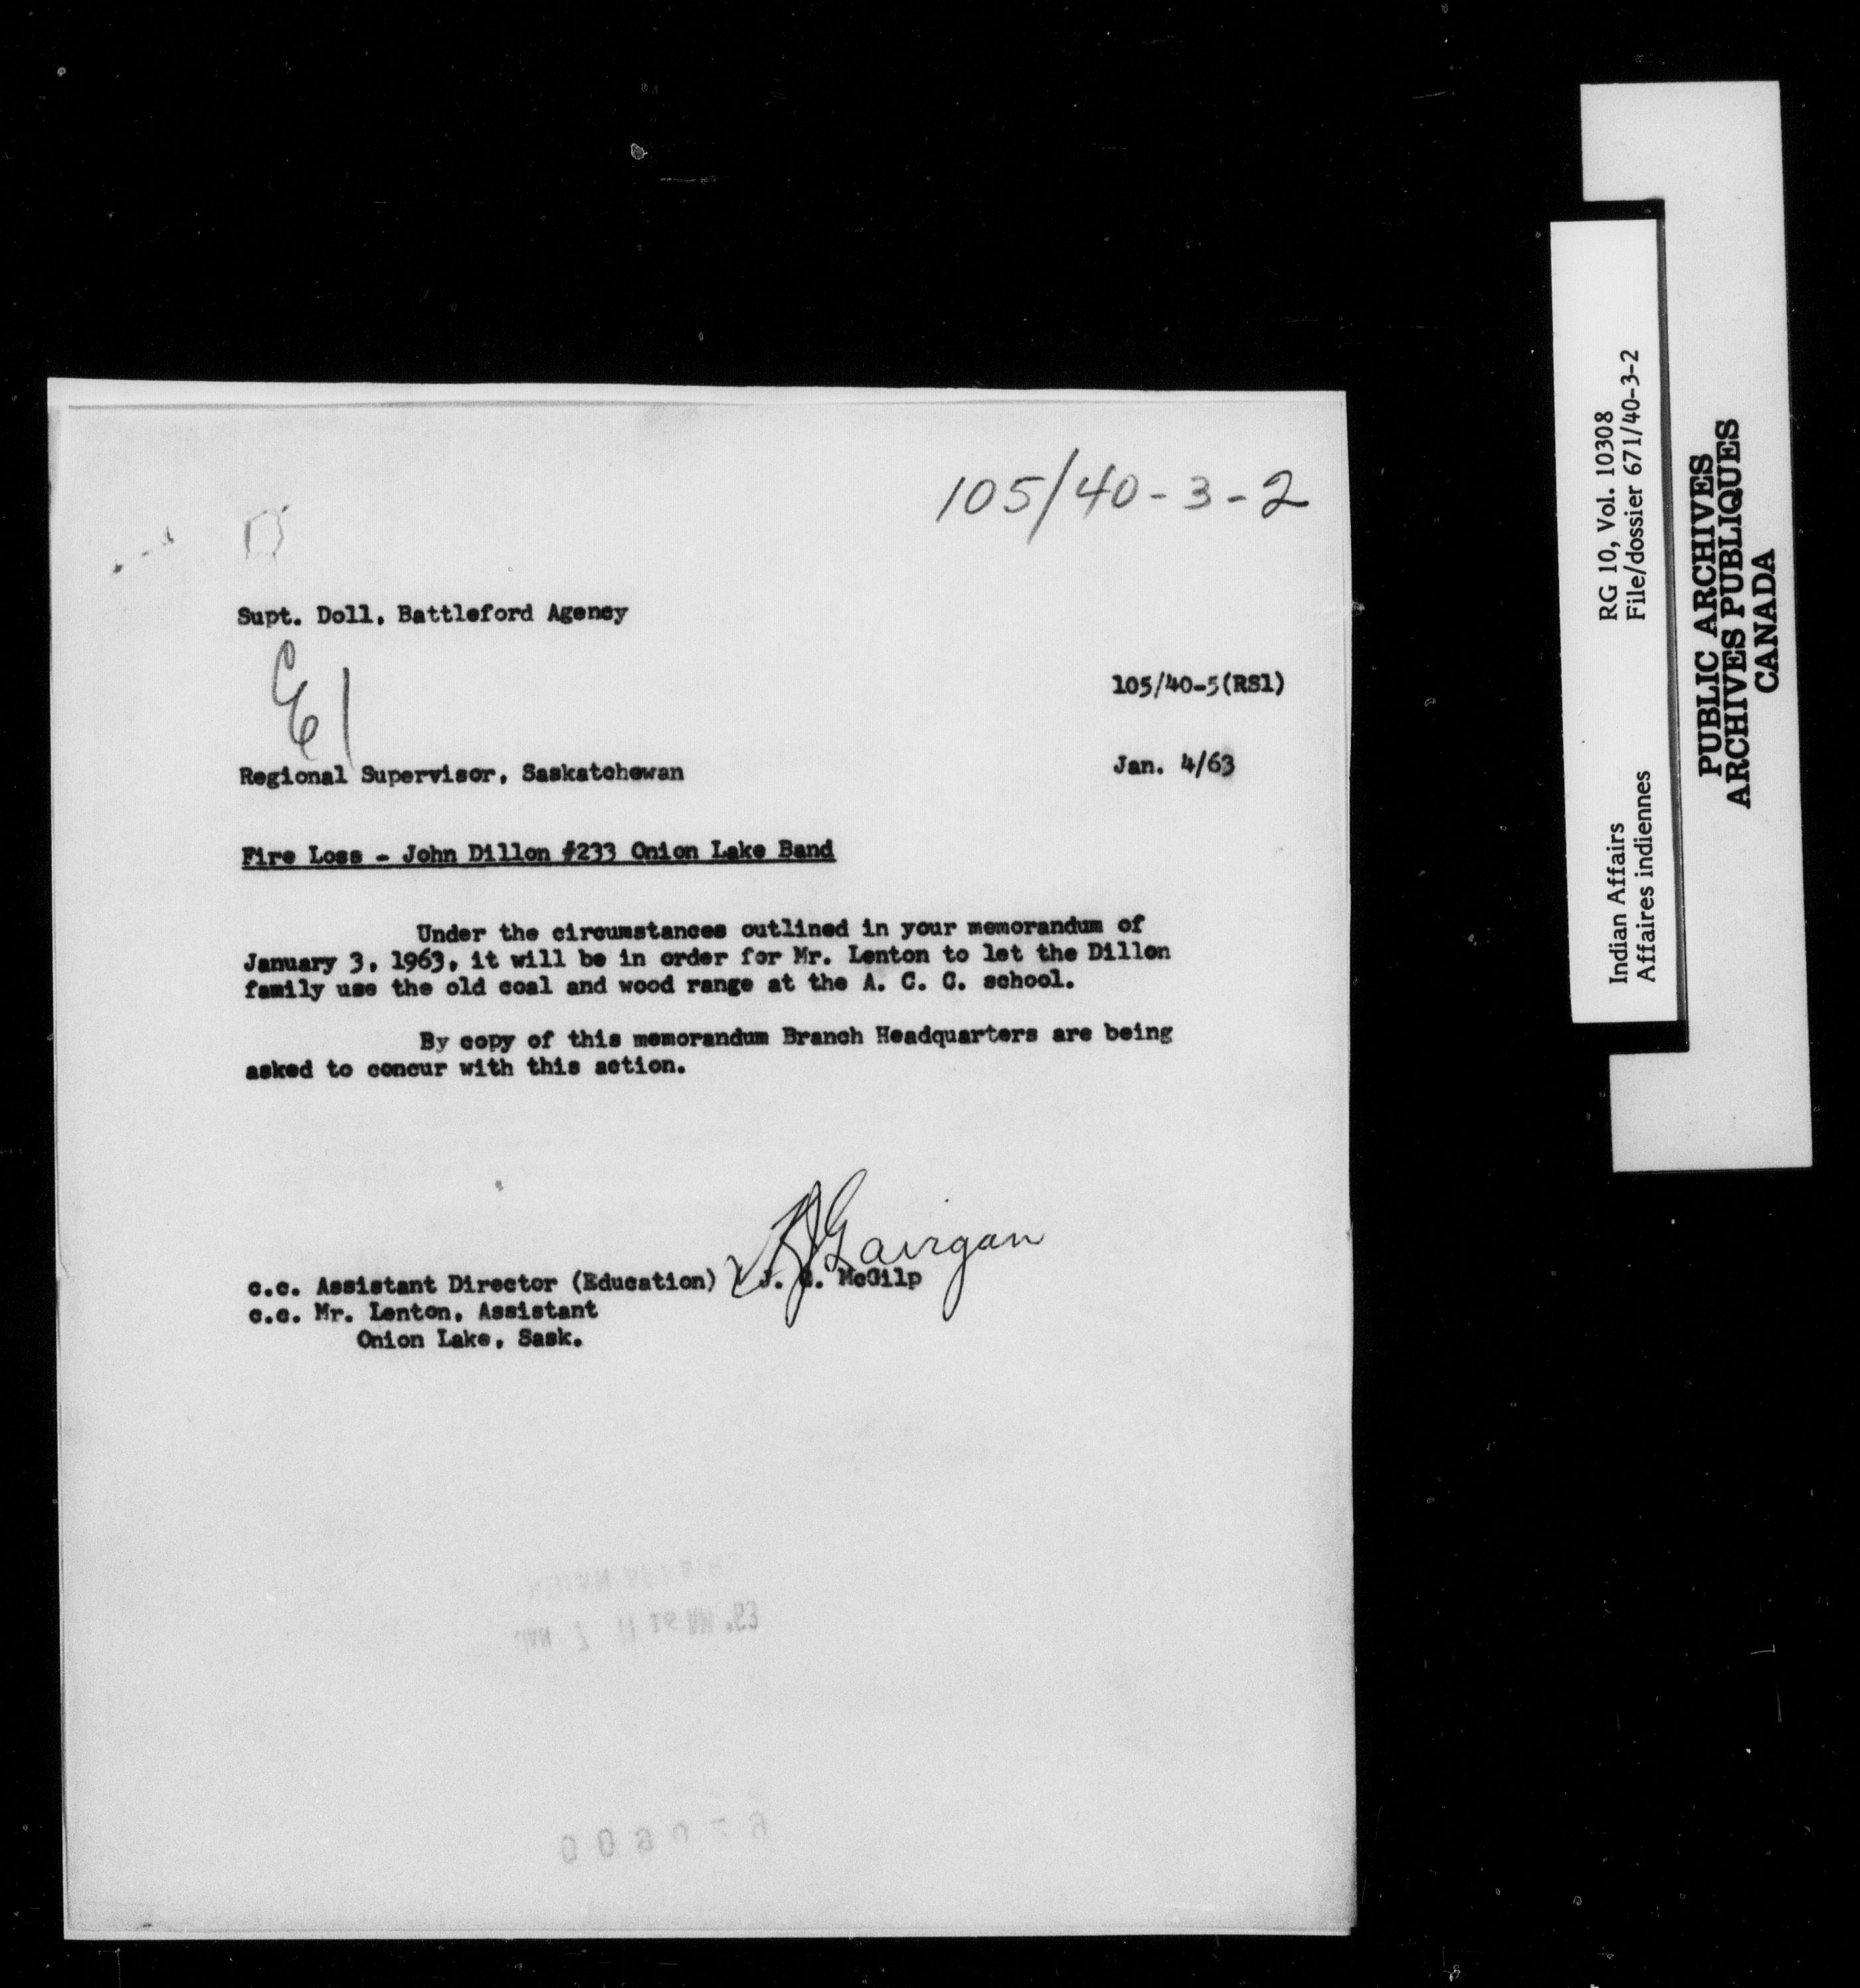 105/40-3-2
Supt. Doll, Battleford Agency
E1
105/40-5(RS1)
Regional Supervisor, Saskatchewan
Jan. 4/63
Fire Loss - John Dillon #233 Onion Lake Band
Under the circumstances outlined in your memorandum of
January 3, 1963, it will be in order for Mr. Lenton to let the Dillon
family use the old coal and wood range at the A. C. C. school.
By copy of this memorandum Branch Headquarters are being
asked to concur with this action.
c.c. Assistant Director (Education)
J. McGilp
c.c. Mr. Lenton, Assistant
Onion Lake, Sask.
Indian Affairs
Affaires indiennes
RG 10, Vol. 10308
File/dossier 671/40-3-2
PUBLIC ARCHIVES
ARCHIVES PUBLIQUES
CANADA